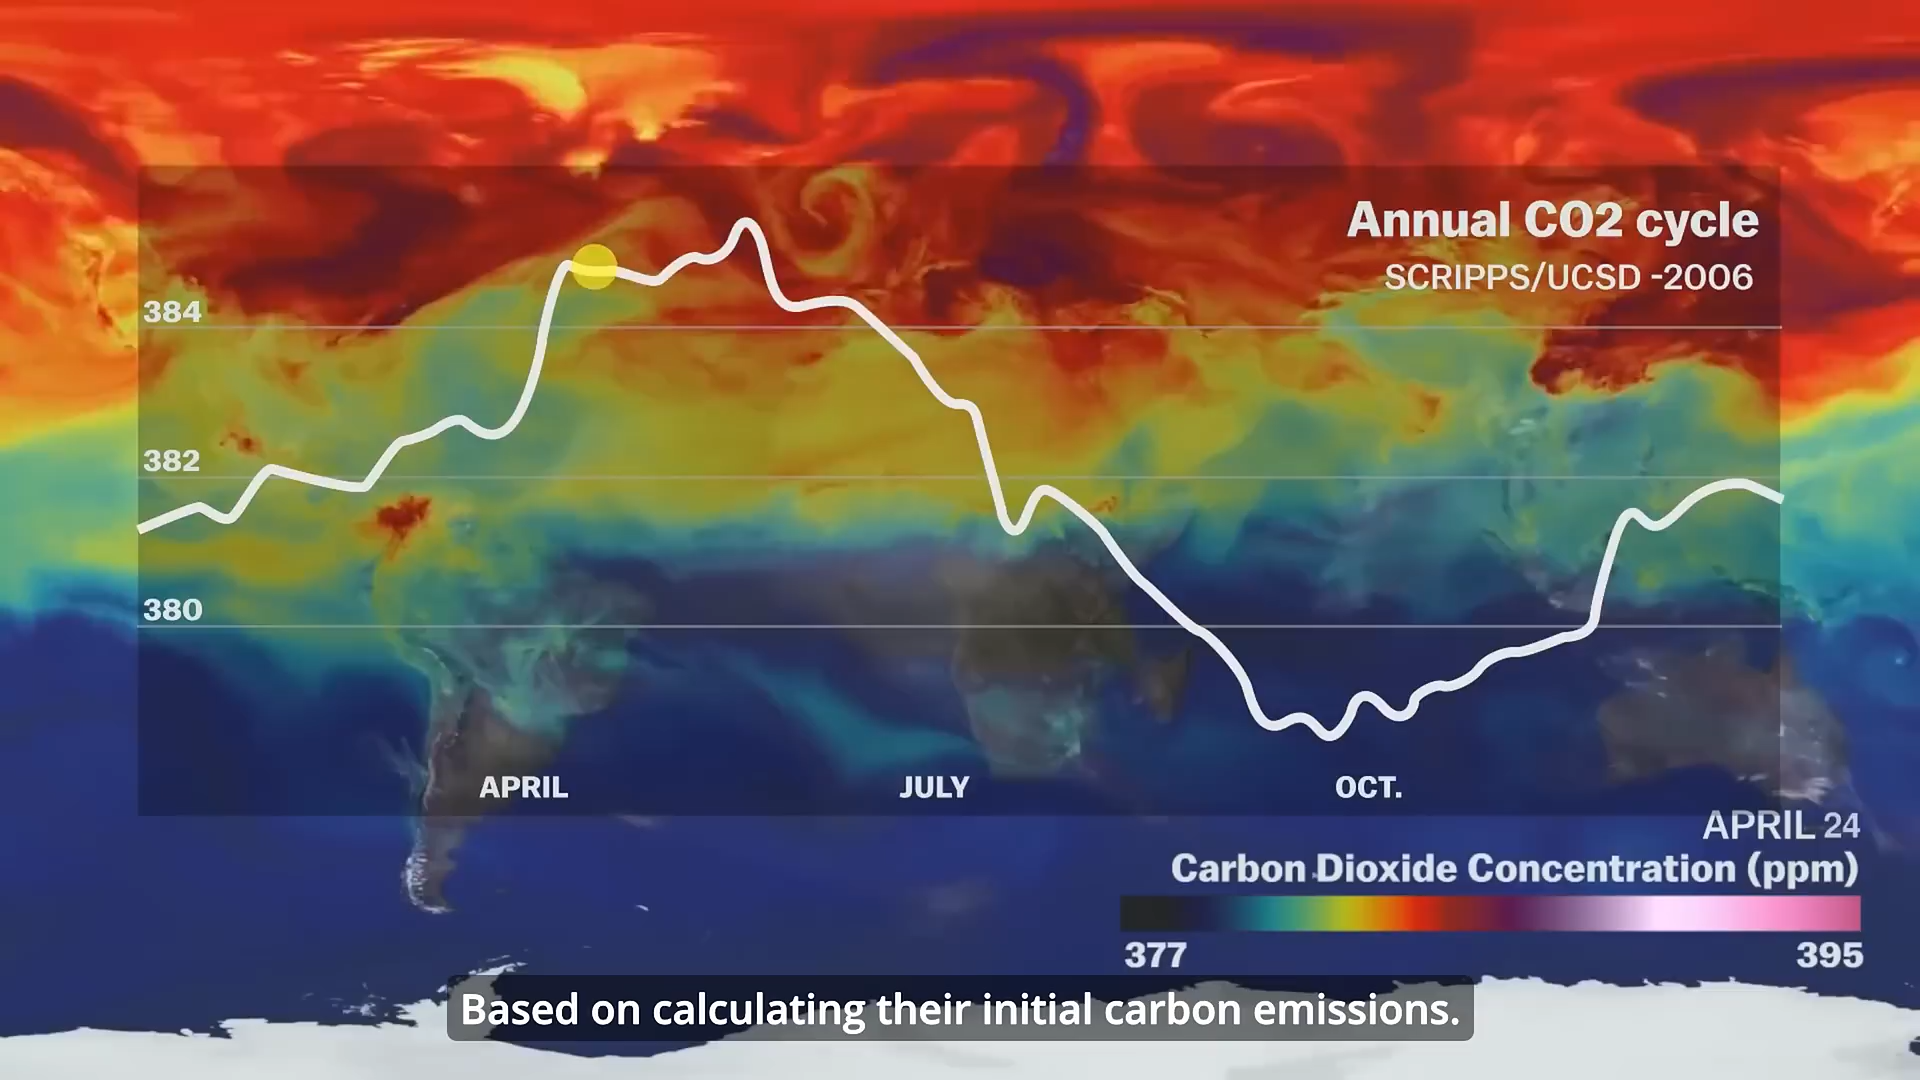 Annual CO2 cycle
SCRIPPS/UCSD -2006
384
382
380
APRIL
JULY
OCT.
APRIL 24
Carbon Dioxide Concentration (ppm)
377
395
Based on calculating their initial carbon emissions.